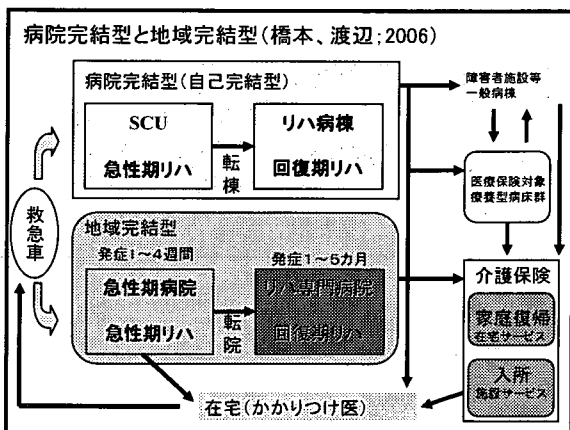 病院完結型と地域完結型(橋本、渡辺;2006)
病院完結型(自己完結型)
SCU
急性期リハ
転棟
リハ病棟
回復期リハ
障害者施設等
一般病棟
医療保険対象
療養型病床群
救急車
地域完結型
発症1〜4週間
発症1〜5カ月
急性期病院
急性期リハ
転院
リハ専門病院
回復期リハ
介護保険
家庭復帰
在宅サービス
入所
施設サービス
在宅(かかりつけ医)